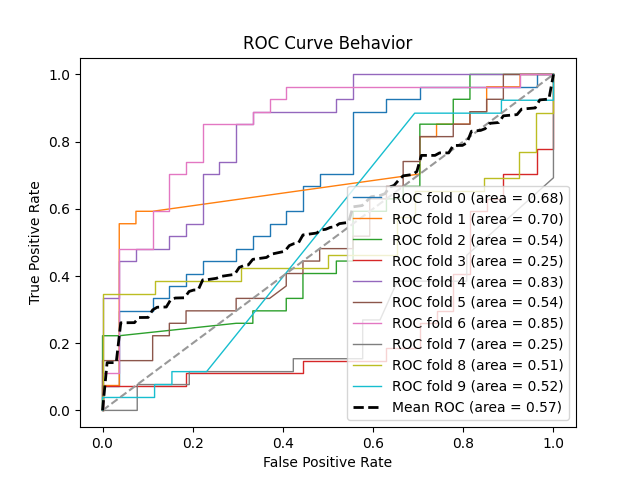 ROC Curve Behavior
True Positive Rate
1.0
0.8
0.6
0.4
0.2
0.0
ROC fold 0 (area = 0.68)
ROC fold 1 (area = 0.70)
ROC fold 2 (area = 0.54)
ROC fold 3 (area = 0.25)
ROC fold 4 (area = 0.83)
ROC fold 5 (area = 0.54)
ROC fold 6 (area = 0.85)
ROC fold 7 (area = 0.25)
ROC fold 8 (area = 0.51)
ROC fold 9 (area = 0.52)
Mean ROC (area = 0.57)
0.0 0.2 0.4 0.6 0.8 1.0
False Positive Rate